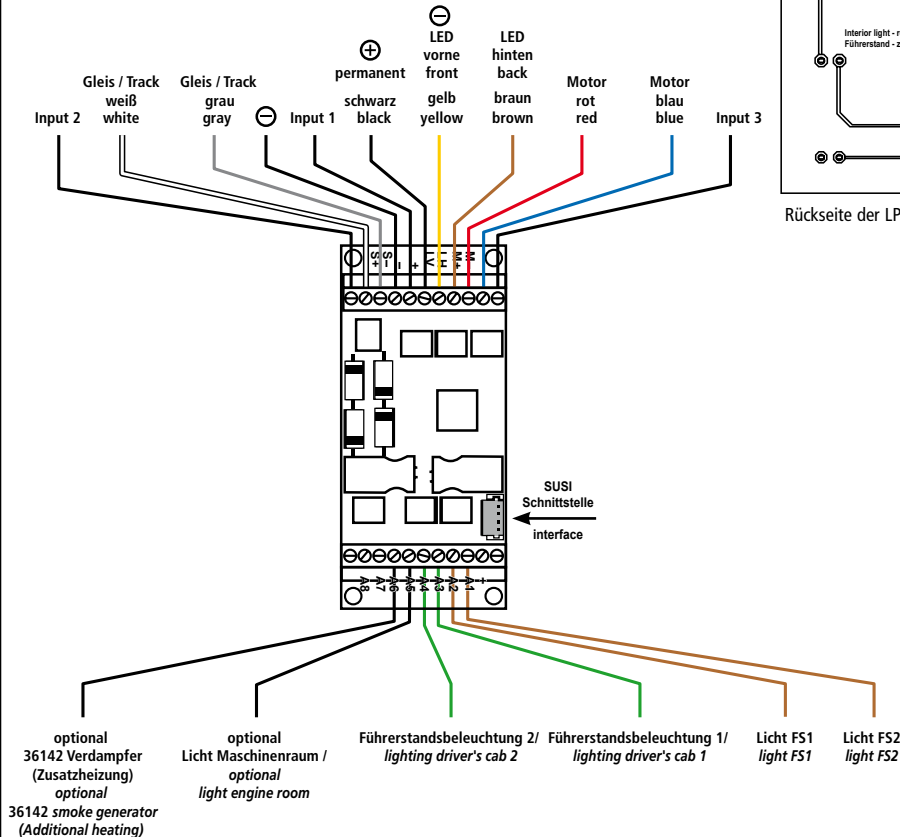 ⊖
LED
vorne
front
LED
hinten
back
⊕
permanent
Gleis / Track
weiß
white
Gleis / Track
grau
gray
schwarz
black
gelb
yellow
braun
brown
Motor
rot
red
Motor
blau
blue
Input 2
⊖
Input 1
Input 3
Interior light - r
Führerstand - z
Rückseite der LP
S+
S–
–
+
LV
LH
M+
M-
SUSI
Schnittstelle
interface
A8
A7
A6
A5
A4
A3
A2
A1
+
optional
36142 Verdampfer
(Zusatzheizung)
optional
36142 smoke generator
(Additional heating)
optional
Licht Maschinenraum /
optional
light engine room
Führerstandsbeleuchtung 2/
lighting driver's cab 2
Führerstandsbeleuchtung 1/
lighting driver's cab 1
Licht FS1
light FS1
Licht FS2
light FS2